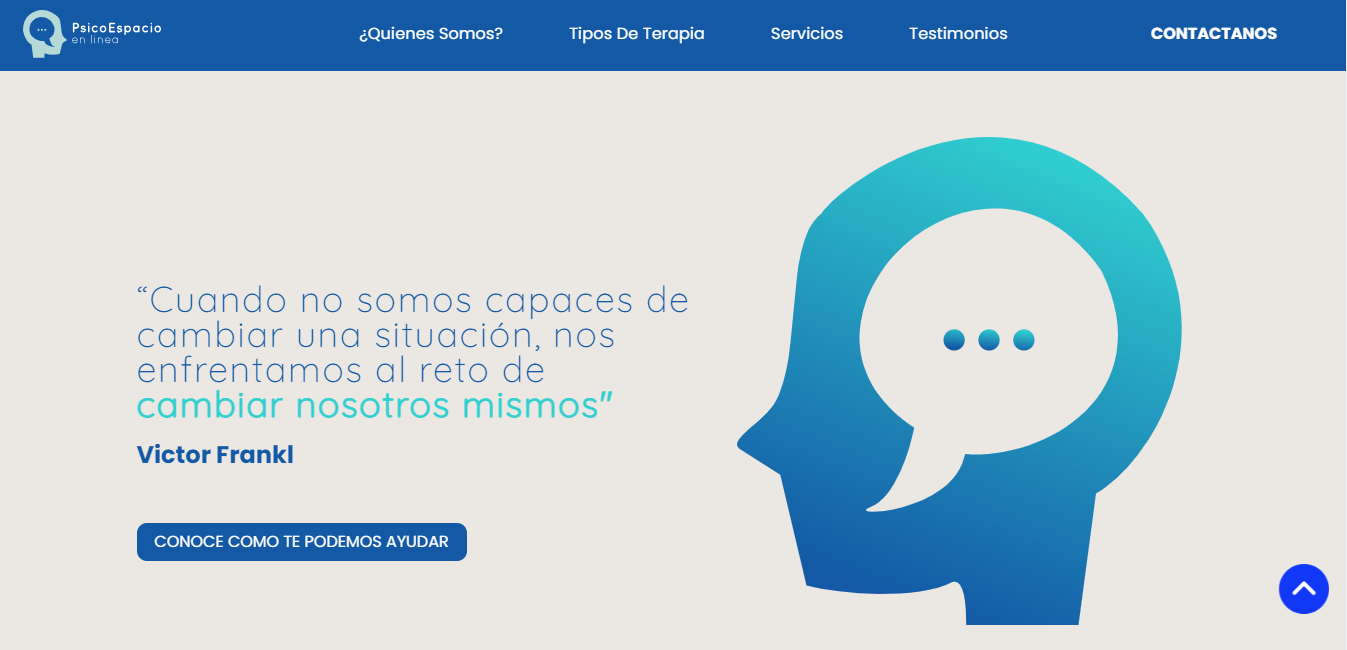 PsicoEspacio
en linea
¿Quienes Somos?
Tipos De Terapia
Servicios
Testimonios
CONTACTANOS
“Cuando no somos capaces de
cambiar una situación, nos
enfrentamos al reto de
cambiar nosotros mismos"
Victor Frankl
CONOCE COMO TE PODEMOS AYUDAR